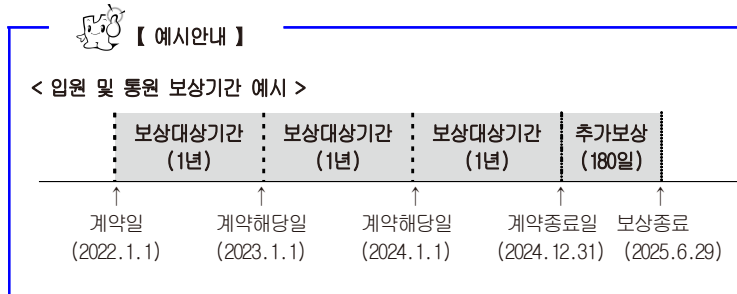 【 예시안내 】
< 입원 및 통원 보상기간 예시 >
보상대상기간 보상대상기간 보상대상기간 추가보상
(1년) (1년) (1년) (180일)
↑ ↑ ↑ ↑ ↑
계약일 계약해당일 계약해당일 계약종료일 보상종료
(2022.1.1) (2023.1.1) (2024.1.1) (2024.12.31) (2025.6.29)